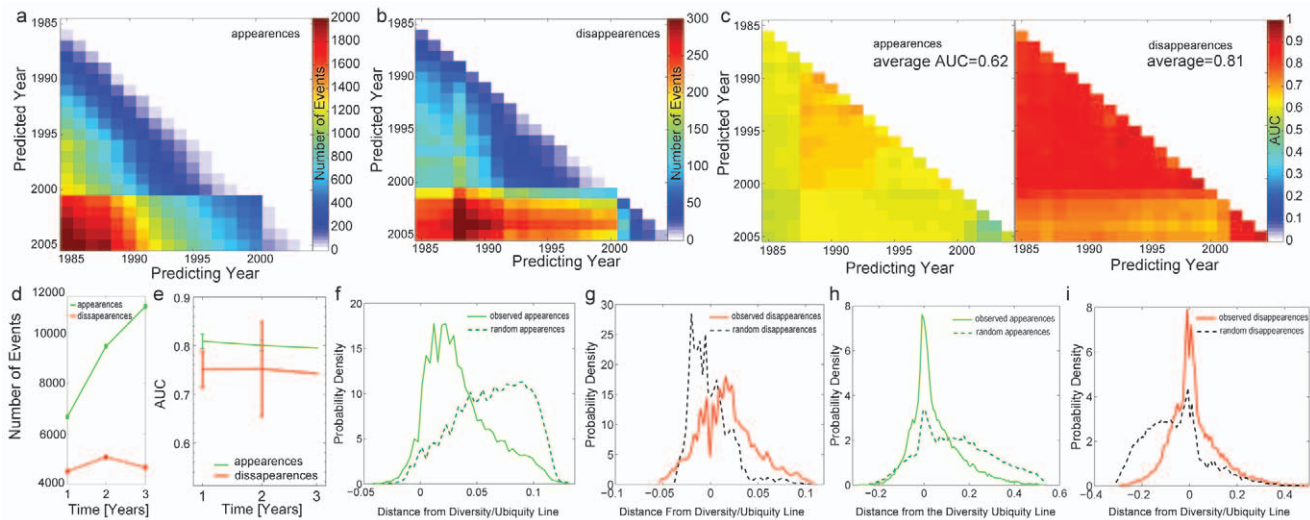 a
appearences
Number of Events
2000
1800
1600
1400
1200
1000
800
600
400
200
0
Predicted Year
1985
1990
1995
2000
2005
1985 1990 1995 2000
Predicting Year
b
disappearences
Number of Events
300
250
200
150
100
50
0
Predicted Year
1985
1990
1995
2000
2005
1985 1990 1995 2000
Predicting Year
c
appearences
average AUC=0.62
disappearences
average=0.81
AUC
1
0.9
0.8
0.7
0.6
0.5
0.4
0.3
0.2
0.1
0
Predicted Year
1985
1990
1995
2000
2005
1985 1990 1995 2000
Predicting Year
1985 1990 1995 2000
Predicting Year
d
appearences
dissapearences
Number of Events
12000
10000
8000
6000
4000
1 2 3
Time [Years]
e
AUC
0.9
0.8
0.7
0.6
appearences
dissapearences
1 2 3
Time [Years]
f
observed appearences
random appearences
Probability Density
20
15
10
5
0
−0.05 0 0.05 0.1
Distance from Diversity/Ubiquity Line
g
observed disappearences
random disappearences
Probability Density
30
25
20
15
10
5
0
−0.1 −0.05 0 0.05 0.1
Distance From Diversity/Ubiquity Line
h
observed appearences
random appearences
Probability Density
8
6
4
2
0
−0.2 0 0.2 0.4 0.6
Distance from the Diversity Ubiquity Line
i
observed disappearences
random disappearences
Probability Density
8
6
4
2
0
−0.4 −0.2 0 0.2 0.4
Distance from Diversity/Ubiquity Line